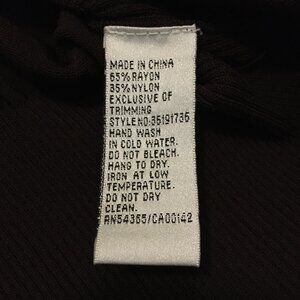 MADE IN CHINA
65% RAYON
35% NYLON
EXCLUSIVE OF
TRIMMING
STYLE NO:35191735
HAND WASH
IN COLD WATER.
DO NOT BLEACH.
HANG TO DRY.
IRON AT LOW
TEMPERATURE.
DO NOT DRY
CLEAN.
RN54365/CA00142